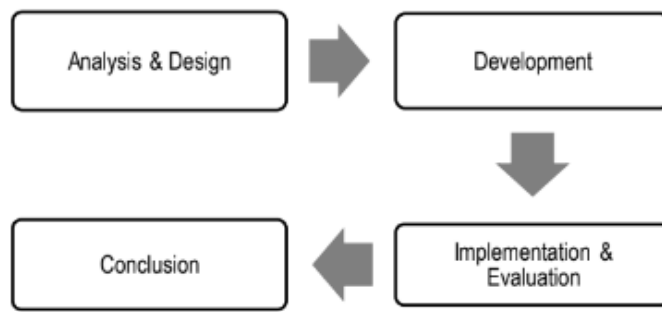 Analysis & Design
Development
Conclusion
Implementation &
Evaluation